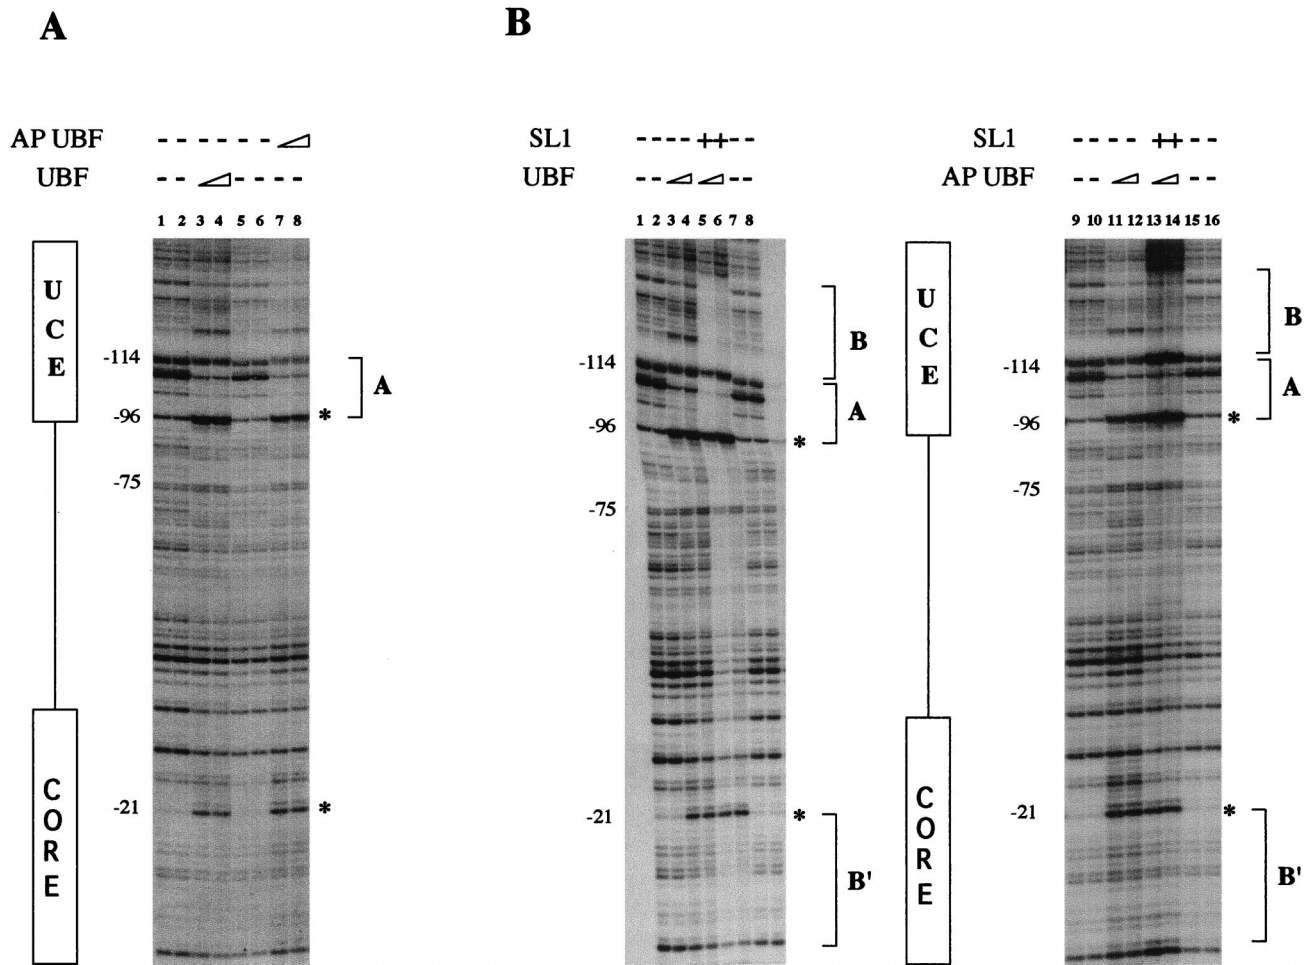 A
B
AP UBF - - - - - - 
UBF - - - - - -
1 2 3 4 5 6 7 8
SL1 - - - - + + - -
UBF - - - -
1 2 3 4 5 6 7 8
SL1 - - - - + + - -
AP UBF - - - -
9 10 11 12 13 14 15 16
U
C
E
-114
-96
*
A
-75
C
O
R
E
-21
*
-114
-96
*
B
A
-75
-21
*
B'
U
C
E
-114
-96
*
B
A
-75
C
O
R
E
-21
*
B'